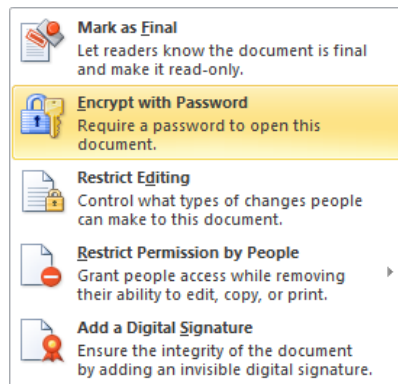 Mark as Final
Let readers know the document is final
and make it read-only.
Encrypt with Password
Require a password to open this
document.
Restrict Editing
Control what types of changes people
can make to this document.
Restrict Permission by People
Grant people access while removing
their ability to edit, copy, or print.
Add a Digital Signature
Ensure the integrity of the document
by adding an invisible digital signature.